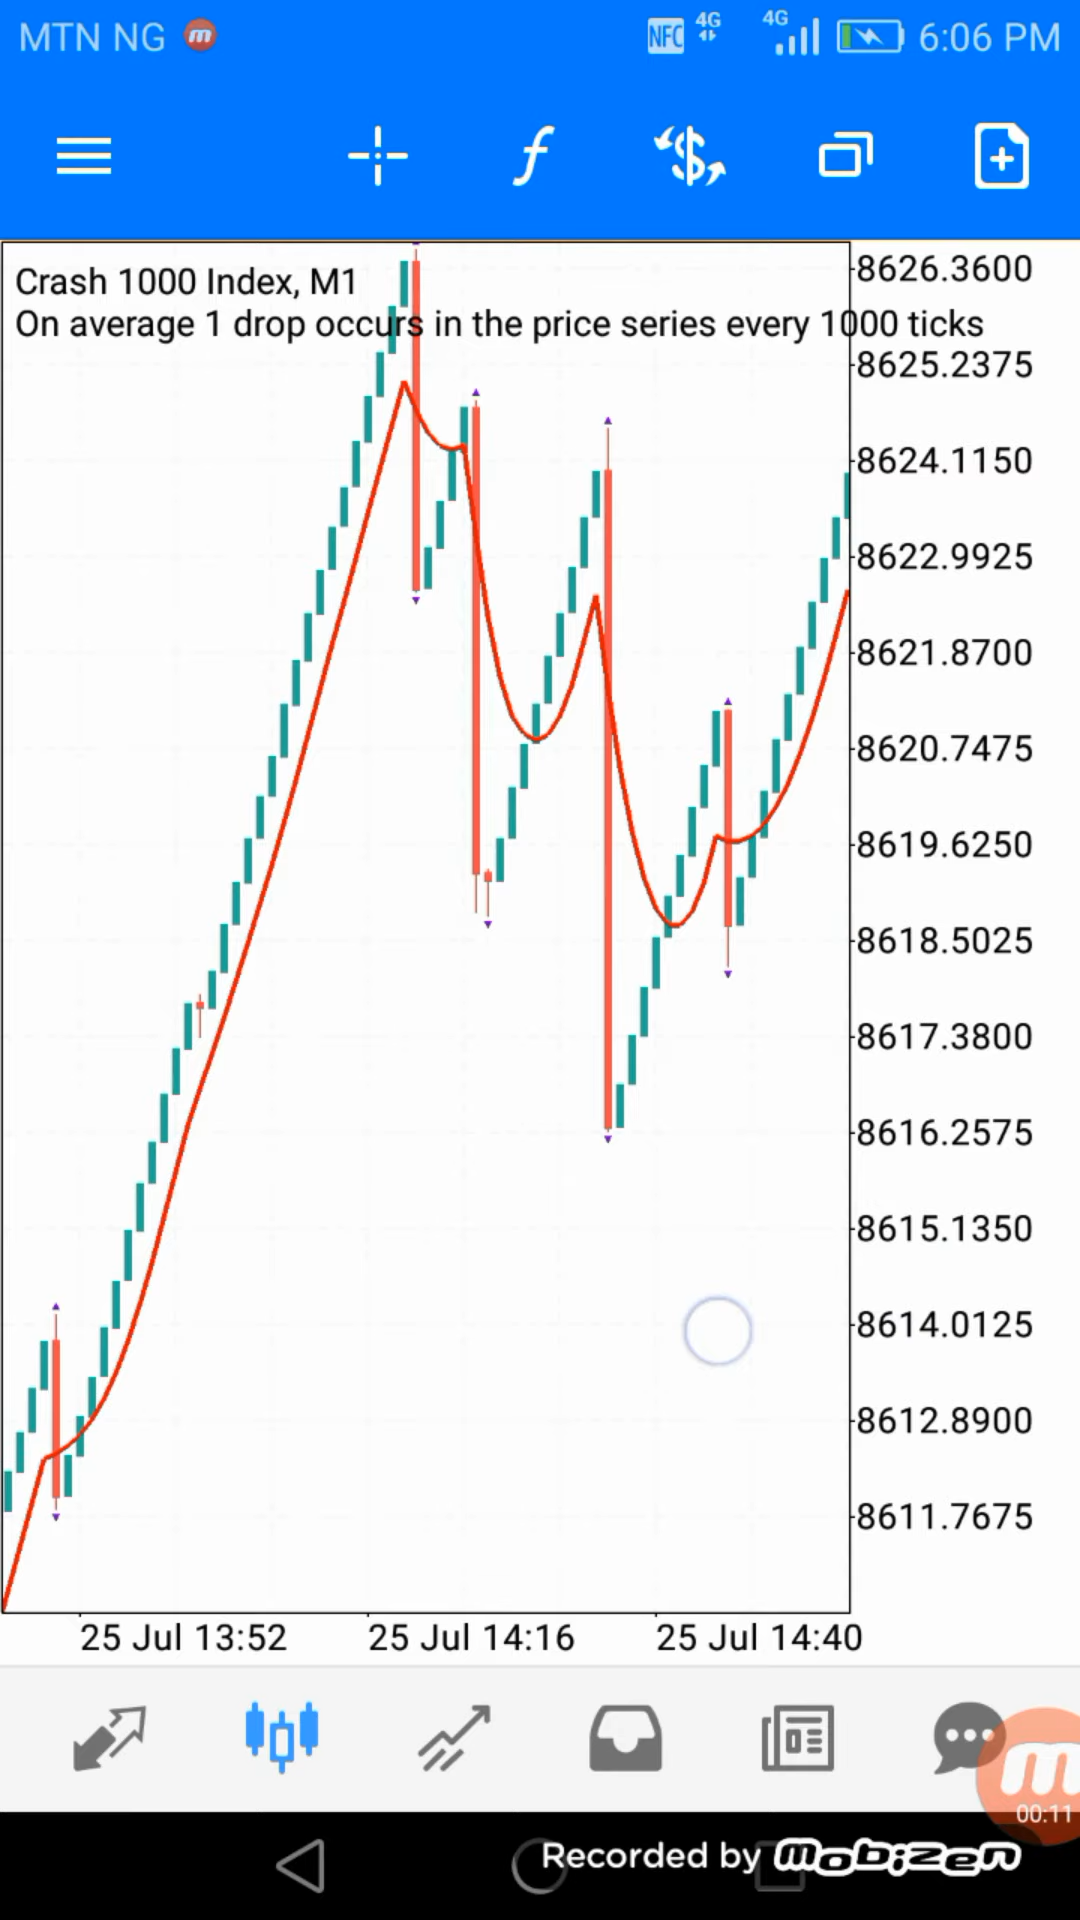 MTN NG m NFC 4G 4G 6:06 PM
f $
Crash 1000 Index, M1
On average 1 drop occurs in the price series every 1000 ticks
8626.3600
8625.2375
8624.1150
8622.9925
8621.8700
8620.7475
8619.6250
8618.5025
8617.3800
8616.2575
8615.1350
8614.0125
8612.8900
8611.7675
25 Jul 13:52 25 Jul 14:16 25 Jul 14:40
m
00:11
Recorded by mobizen